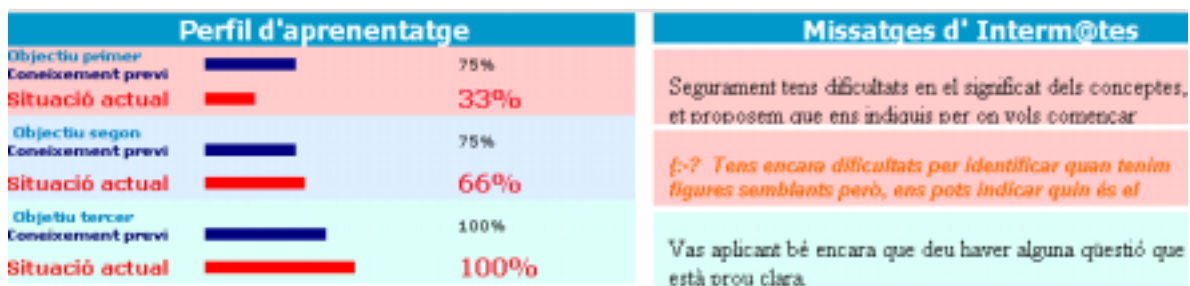 Perfil d'aprenentatge
Objectiu primer
Coneixement previ 75%
Situació actual 33%
Objectiu segon
Coneixement previ 75%
Situació actual 66%
Objetiu tercer
Coneixement previ 100%
Situació actual 100%
Missatges d' Interm@tes
Segurament tens dificultats en el significat dels conceptes,
et proposem que ens indiquis per on vols començar
{:-? Tens encara dificultats per identificar quan tenim
figures semblants però, ens pots indicar quin és el
Vas aplicant bé encara que deu haver alguna qüestió que
està prou clara.